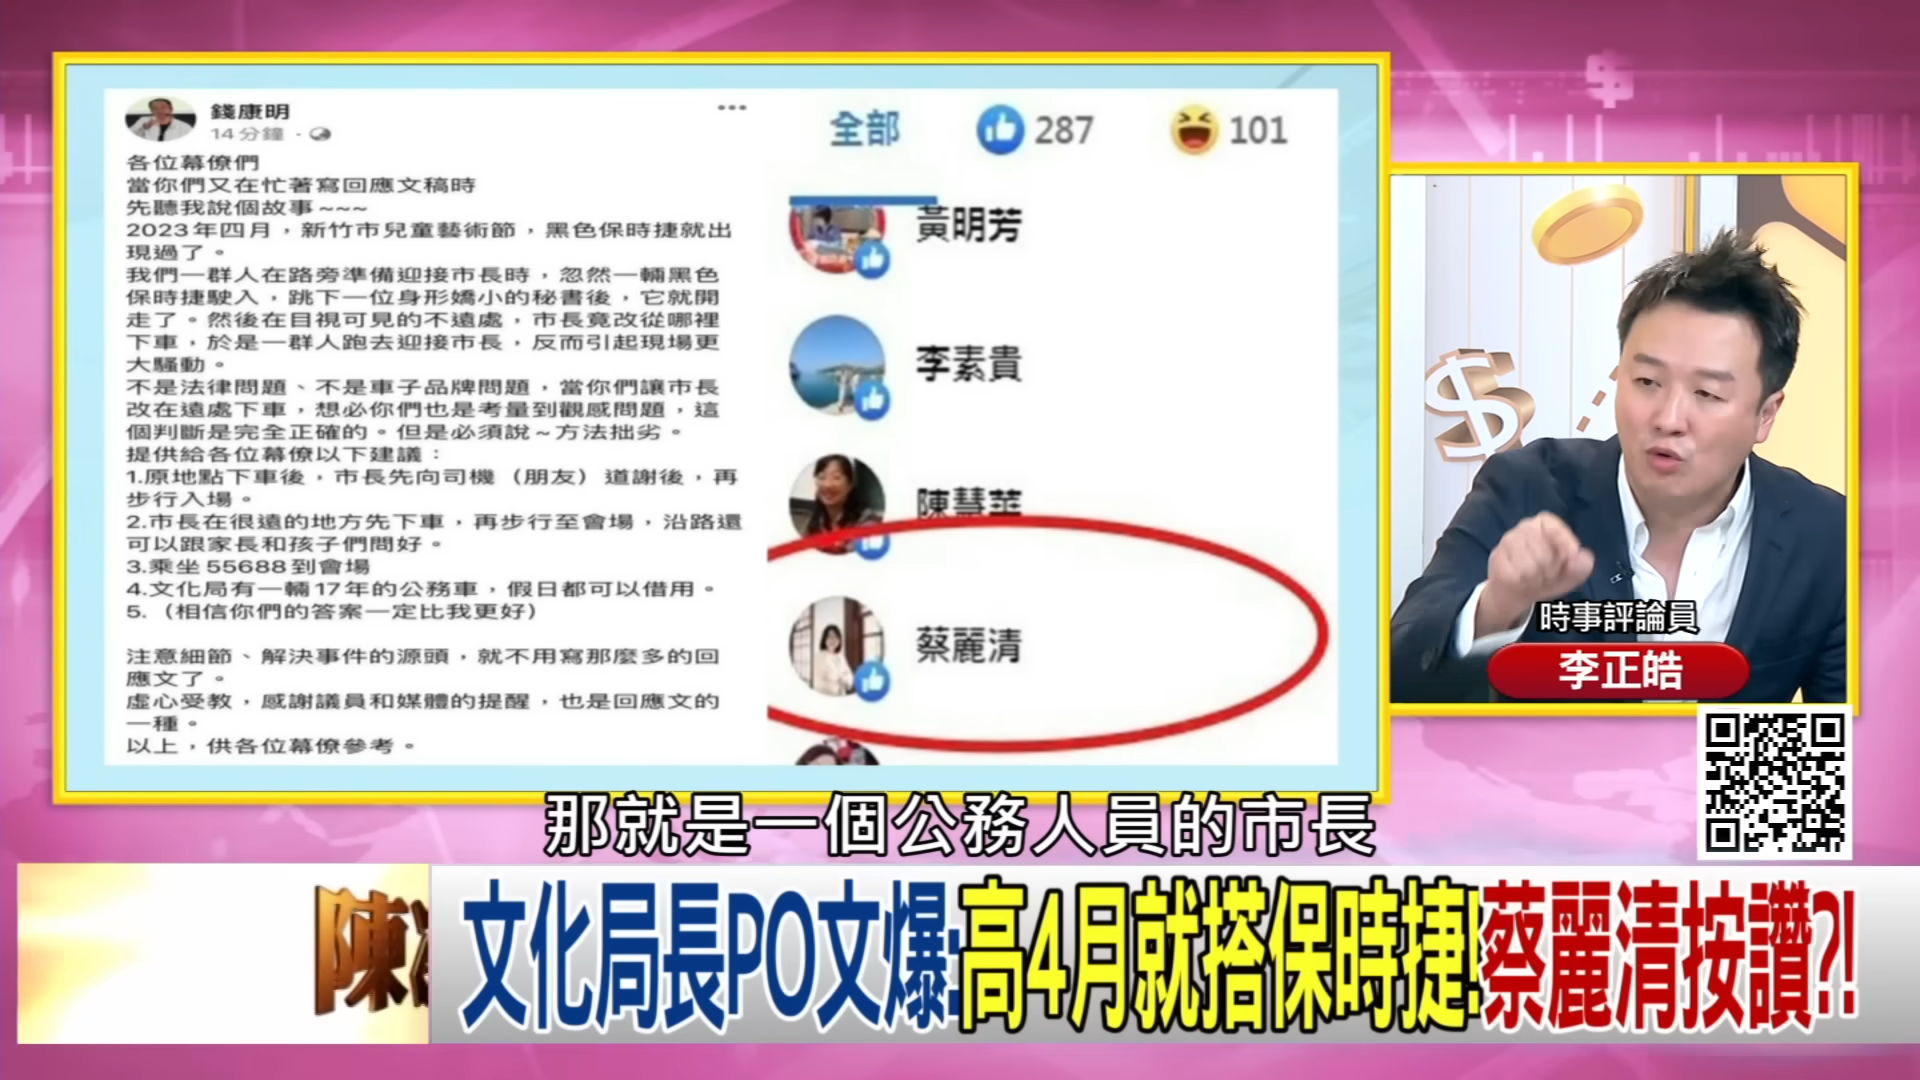 錢康明
14 分鐘 ·
各位幕僚們
當你們又在忙著寫回應文稿時
先聽我說個故事~~~
2023年四月，新竹市兒童藝術節，黑色保時捷就出
現過了。
我們一群人在路旁準備迎接市長時，忽然一輛黑色
保時捷駛入，跳下一位身形嬌小的秘書後，它就開
走了。然後在目視可見的不遠處，市長竟改從哪裡
下車，於是一群人跑去迎接市長，反而引起現場更
大騷動。
不是法律問題、不是車子品牌問題，當你們讓市長
改在遠處下車，想必你們也是考量到觀感問題，這
個判斷是完全正確的。但是必須說~方法拙劣。
提供給各位幕僚以下建議：
1.原地點下車後，市長先向司機（朋友）道謝後，再
步行入場。
2.市長在很遠的地方先下車，再步行至會場，沿路還
可以跟家長和孩子們問好。
3.乘坐55688到會場
4.文化局有一輛17年的公務車，假日都可以借用。
5.（相信你們的答案一定比我更好）
注意細節、解決事件的源頭，就不用寫那麼多的回
應文了。
虛心受教，感謝議員和媒體的提醒，也是回應文的
一種。
以上，供各位幕僚參考。
全部 287 101
黃明芳
李素貴
陳慧苹
蔡麗清
時事評論員
李正皓
那就是一個公務人員的市長
陳
文化局長PO文爆:高4月就搭保時捷!蔡麗清按讚?!